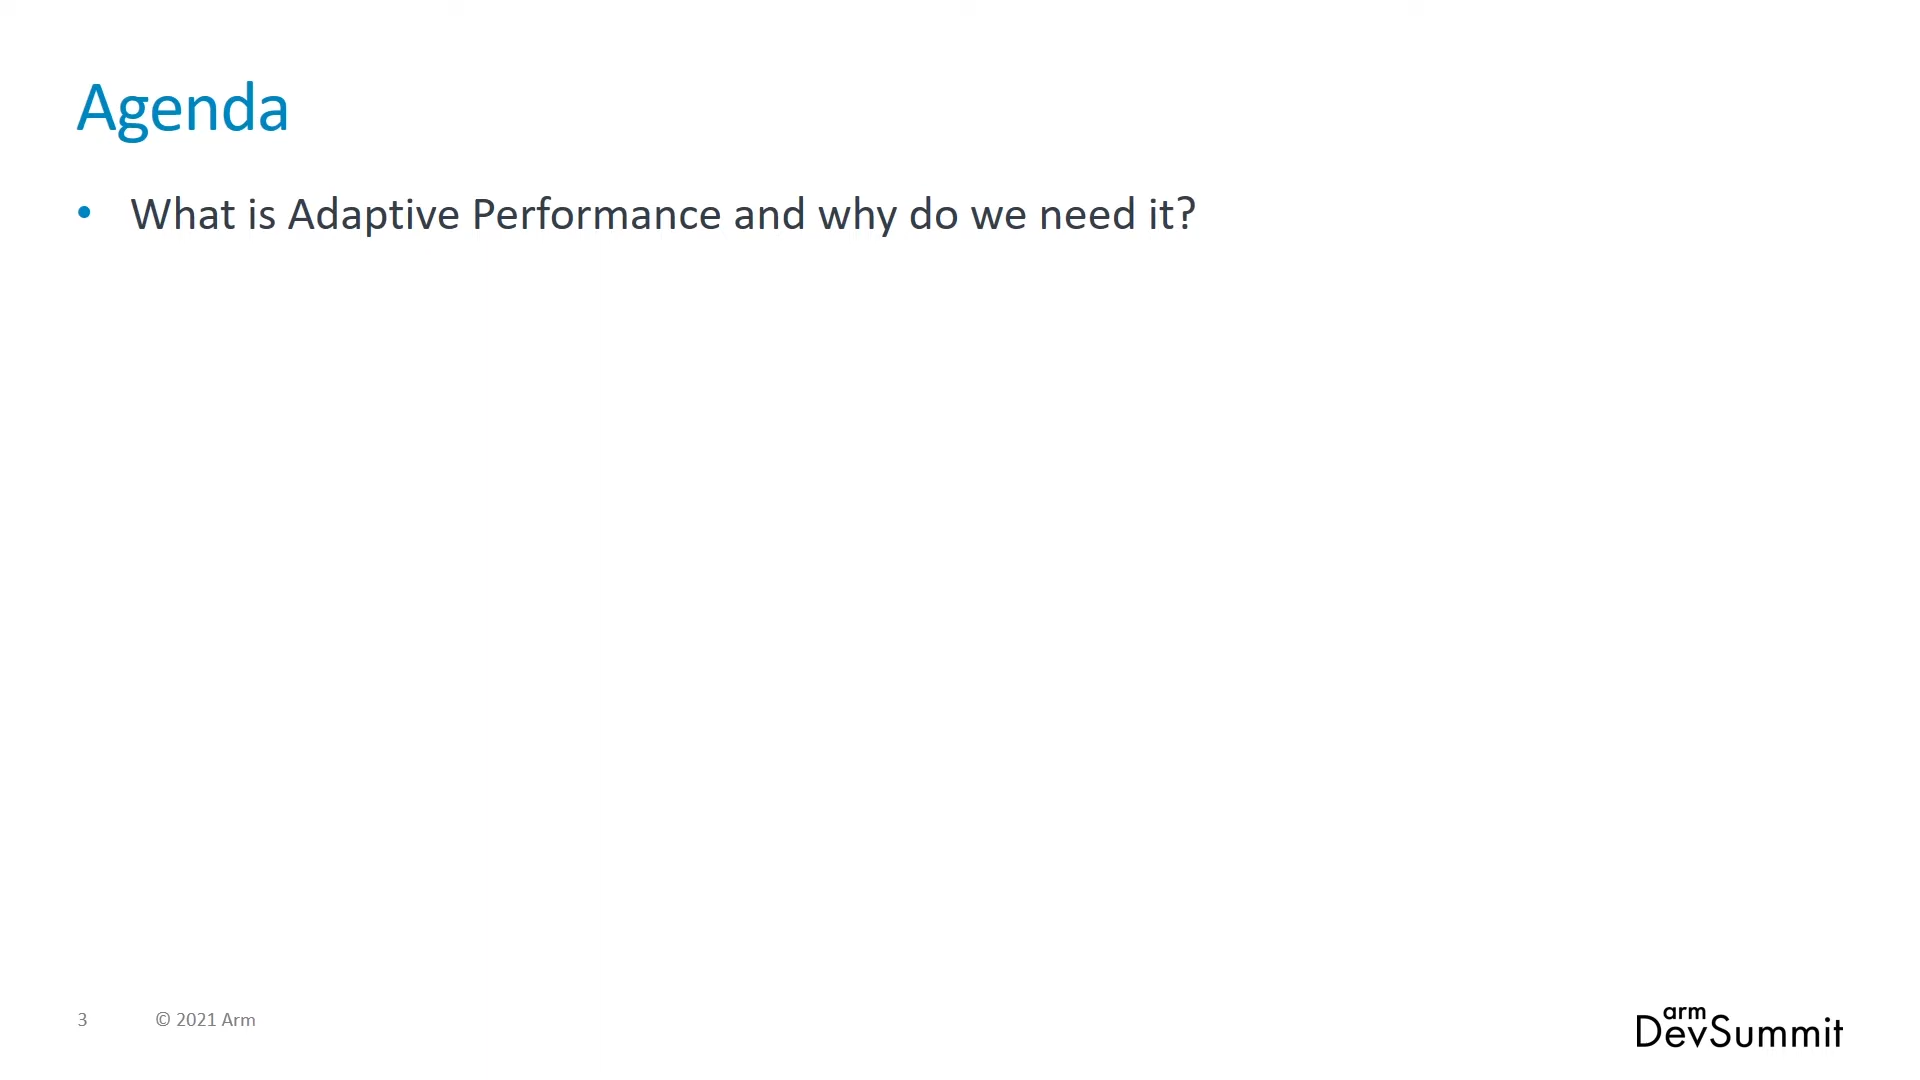 Agenda
• What is Adaptive Performance and why do we need it?
3 © 2021 Arm
arm
DevSummit